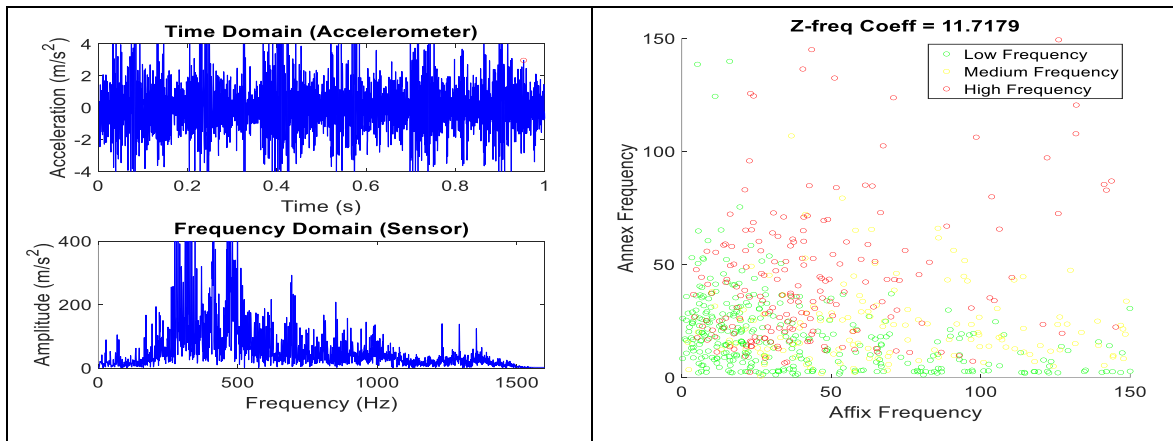 Time Domain (Accelerometer)
Acceleration (m/s²)
4
2
0
-2
-4
0
0.2
0.4
0.6
0.8
1
Time (s)
Frequency Domain (Sensor)
Amplitude (m/s²)
400
200
0
0
500
1000
1500
Frequency (Hz)
Z-freq Coeff = 11.7179
Low Frequency
Medium Frequency
High Frequency
Annex Frequency
150
100
50
0
0
50
100
150
Affix Frequency